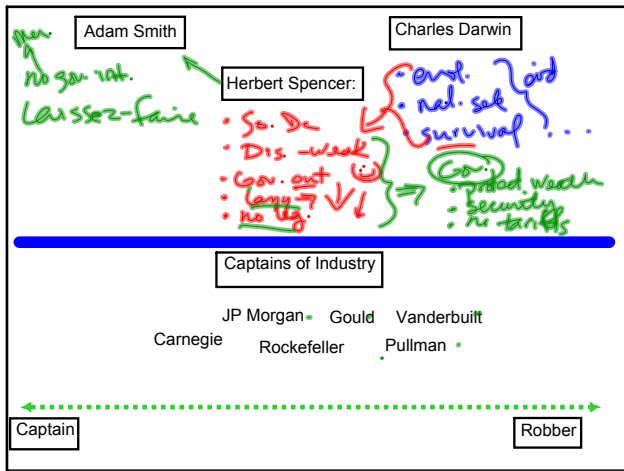 Adam Smith
Charles Darwin
no gov int.
Laissez-faire
Herbert Spencer:
• evol.
• nat. sel.
• survival ...
• So. Da
• Dis. - weak
• Gov. out
• no leg.
Gov.
wealth
• security
• no tariffs
Captains of Industry
JP Morgan Gould Vanderbuilt
Carnegie Rockefeller Pullman
Captain
Robber